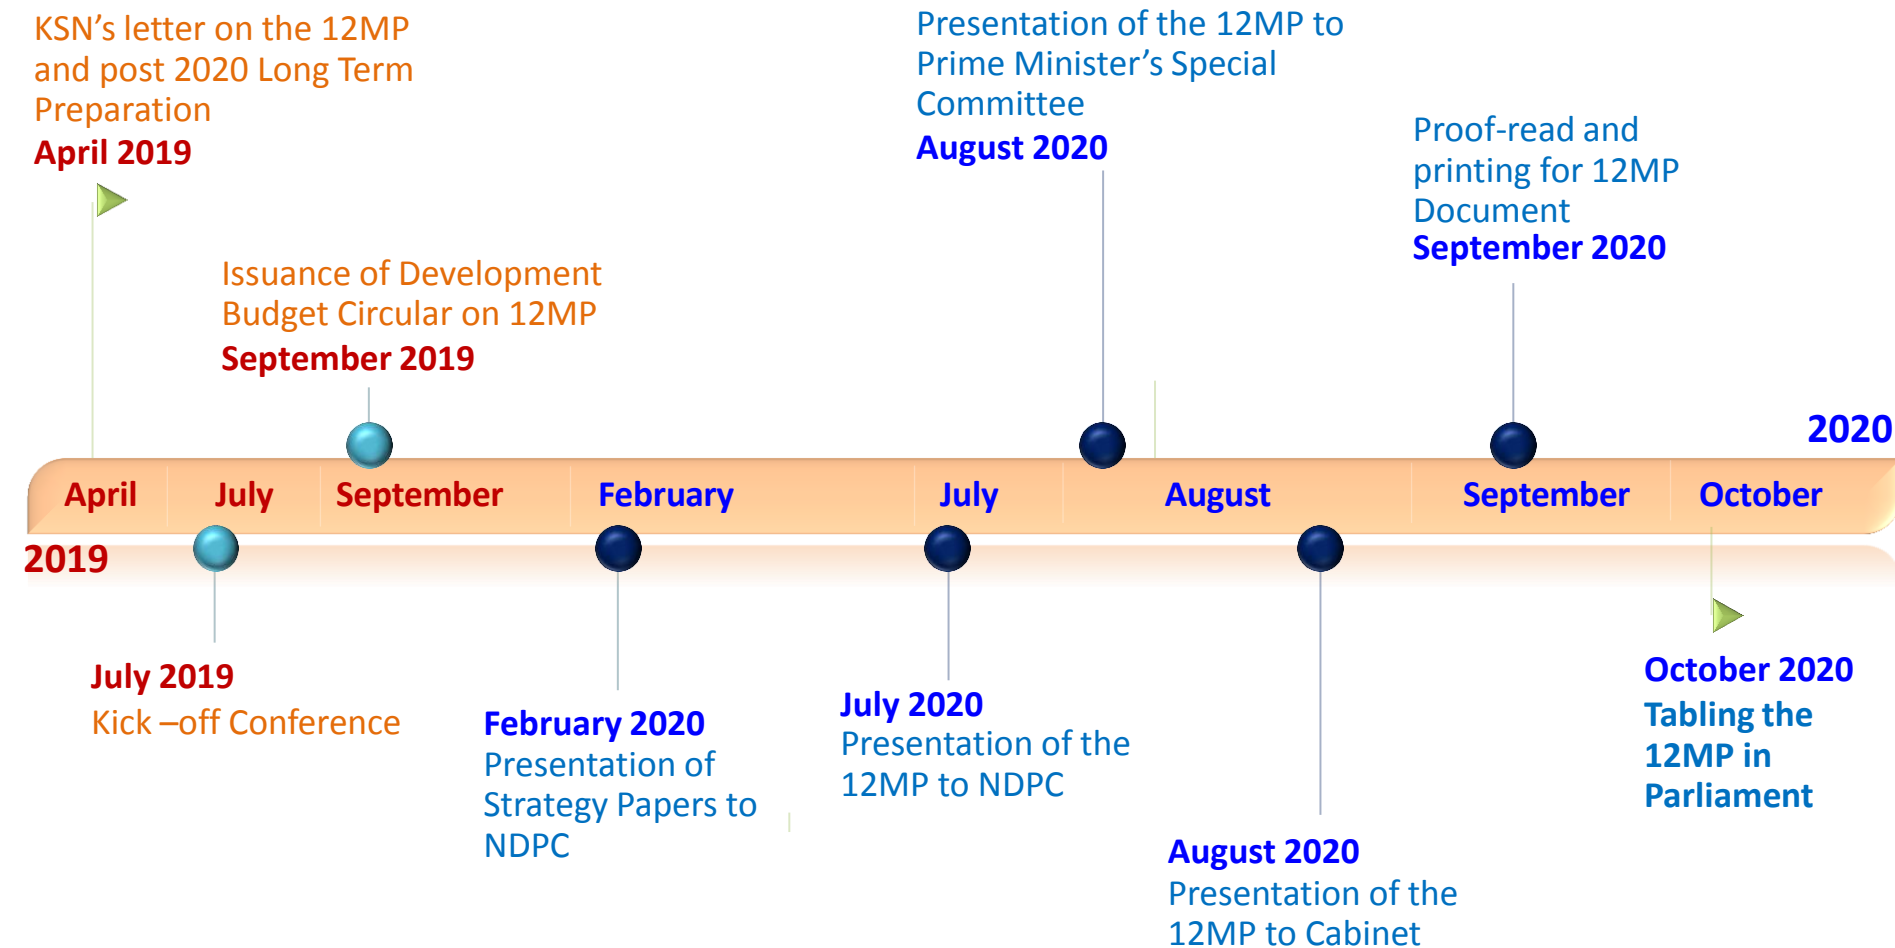 KSN’s letter on the 12MP
and post 2020 Long Term
Preparation
April 2019
Issuance of Development
Budget Circular on 12MP
September 2019
Presentation of the 12MP to
Prime Minister’s Special
Committee
August 2020
Proof-read and
printing for 12MP
Document
September 2020
2020
April July September February July August September October
2019
July 2019
Kick –off Conference
February 2020
Presentation of
Strategy Papers to
NDPC
July 2020
Presentation of the
12MP to NDPC
August 2020
Presentation of the
12MP to Cabinet
October 2020
Tabling the
12MP in
Parliament